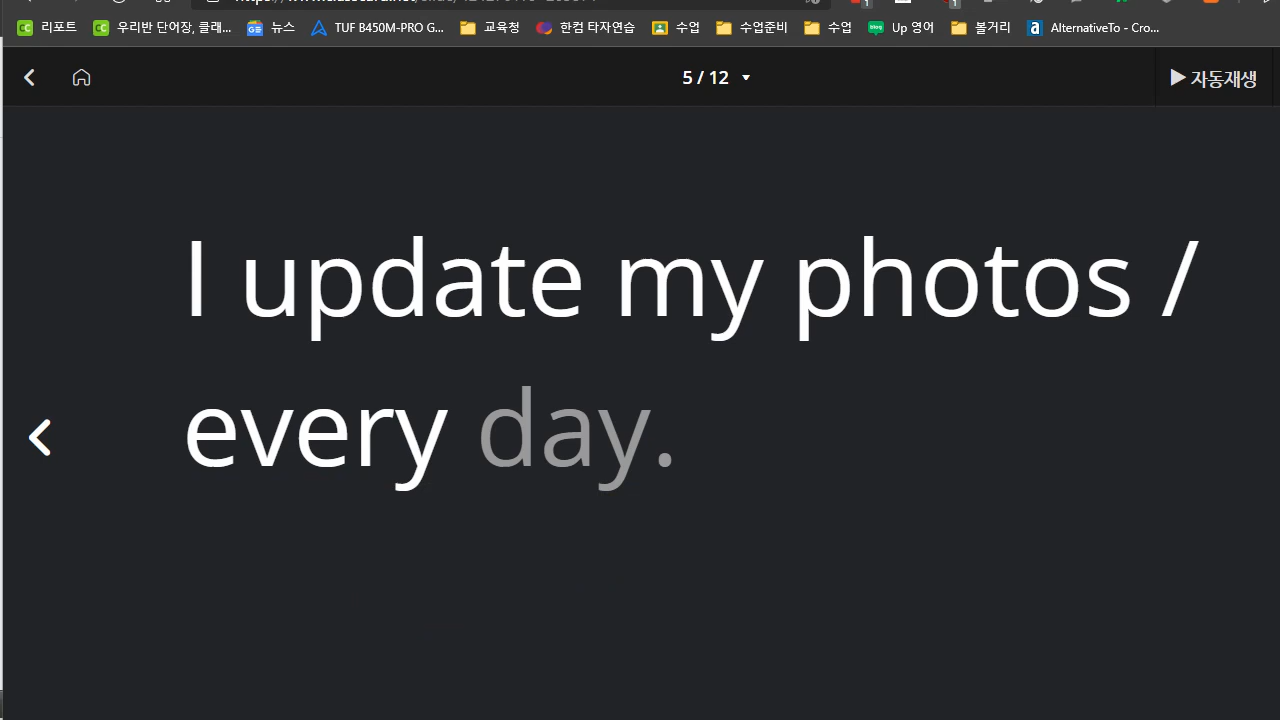 리포트 우리반 단어장, 클래... 뉴스 TUF B450M-PRO G... 교육청 한컴 타자연습 수업 수업준비 수업 Up 영어 볼거리 AlternativeTo - Cro...
5 / 12
자동재생
I update my photos /
every day.